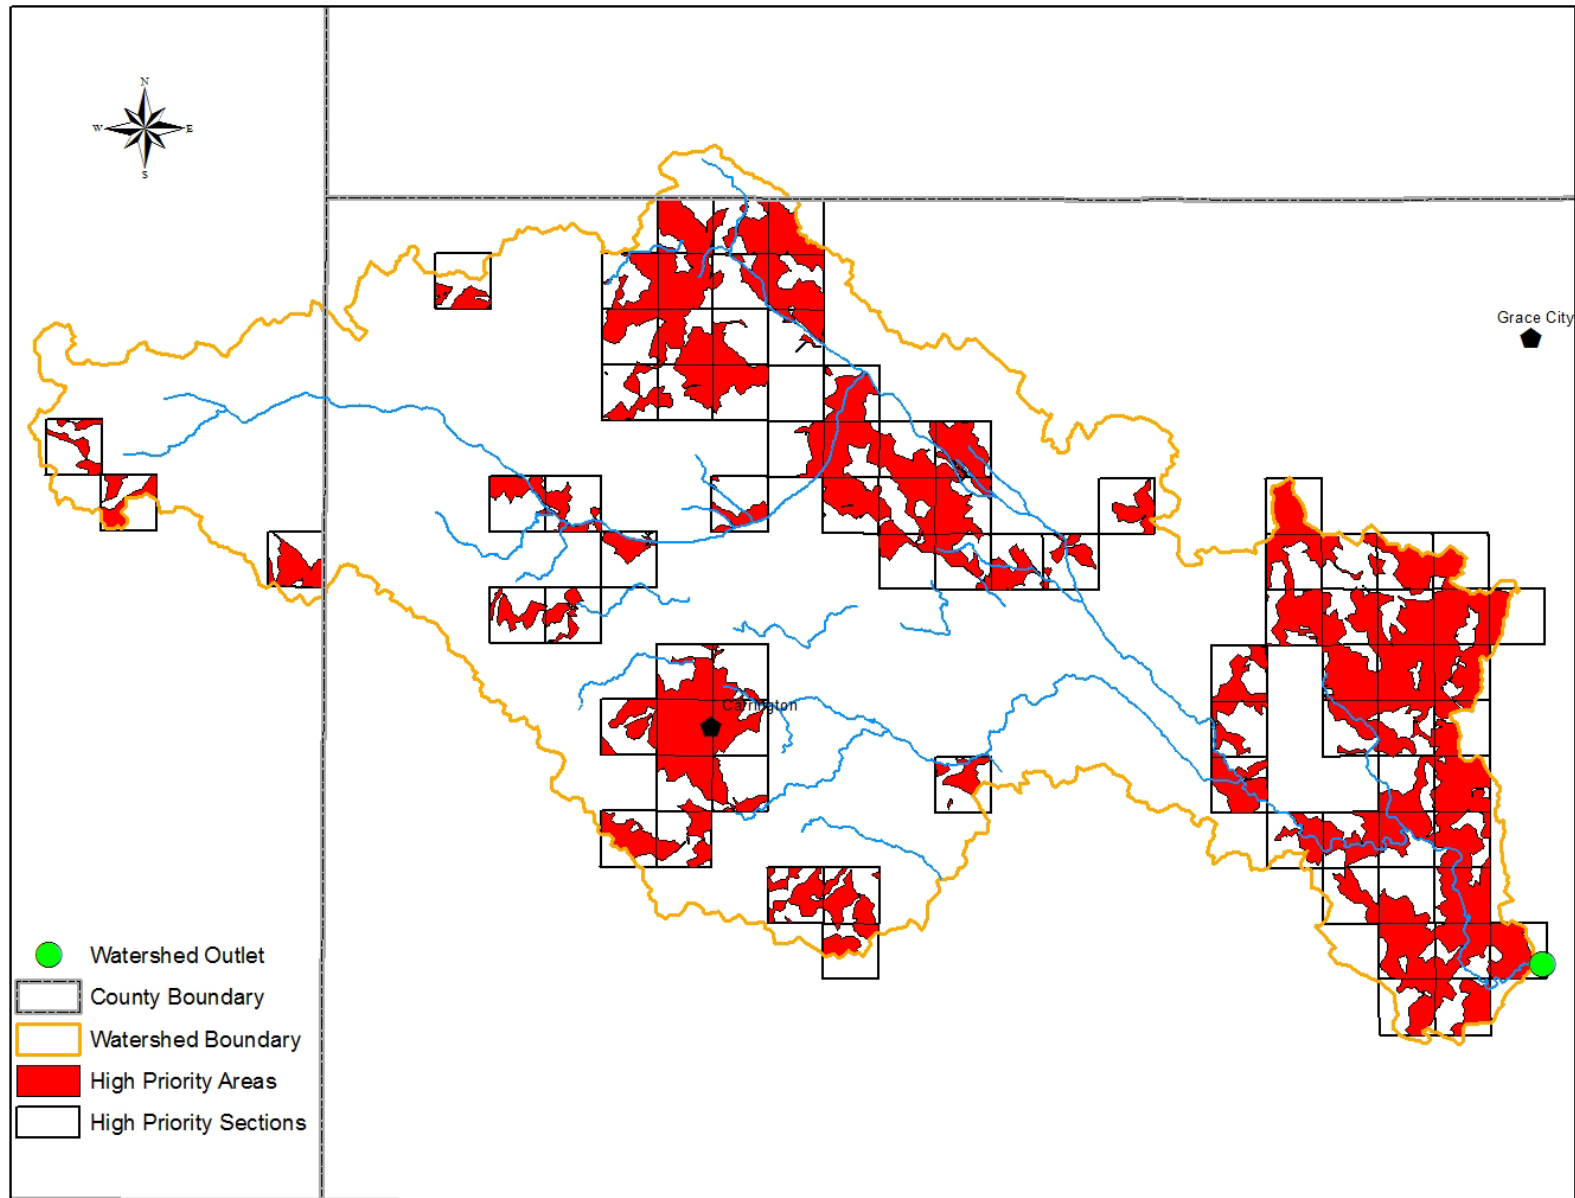 N
W
E
S
Grace City
Carrington
Watershed Outlet
County Boundary
Watershed Boundary
High Priority Areas
High Priority Sections